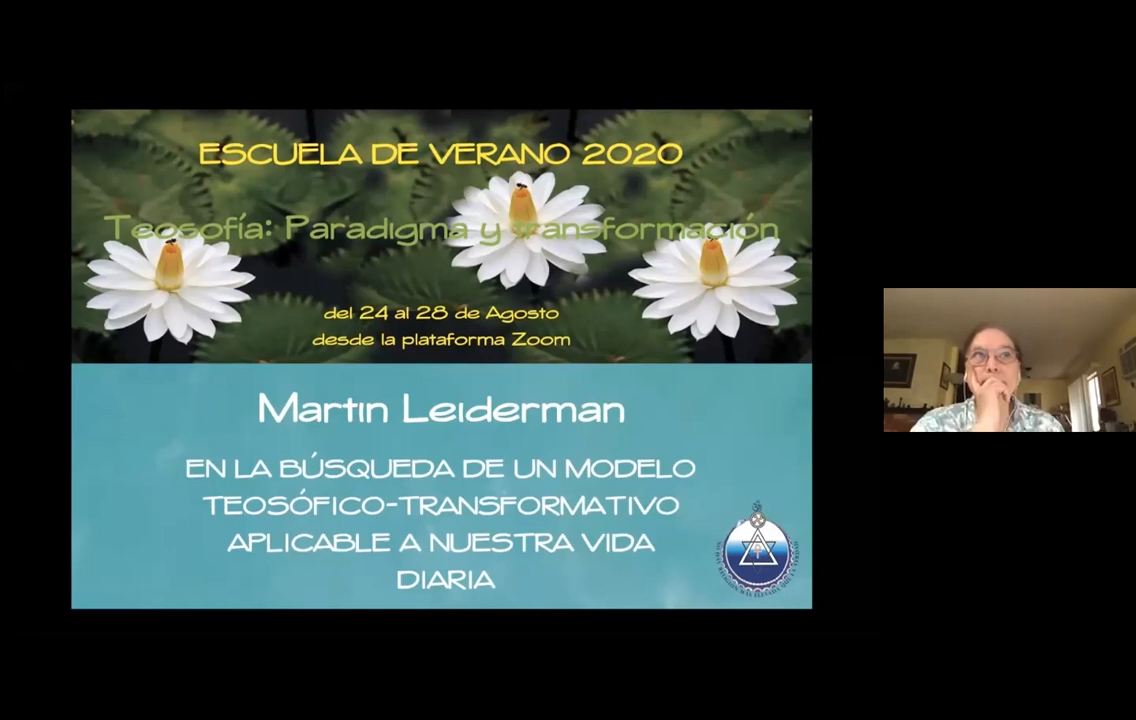 ESCUELA DE VERANO 2020
Teosofía: Paradigma y transformación
del 24 al 28 de Agosto
desde la plataforma Zoom
Martin Leiderman
EN LA BÚSQUEDA DE UN MODELO
TEOSÓFICO-TRANSFORMATIVO
APLICABLE A NUESTRA VIDA
DIARIA